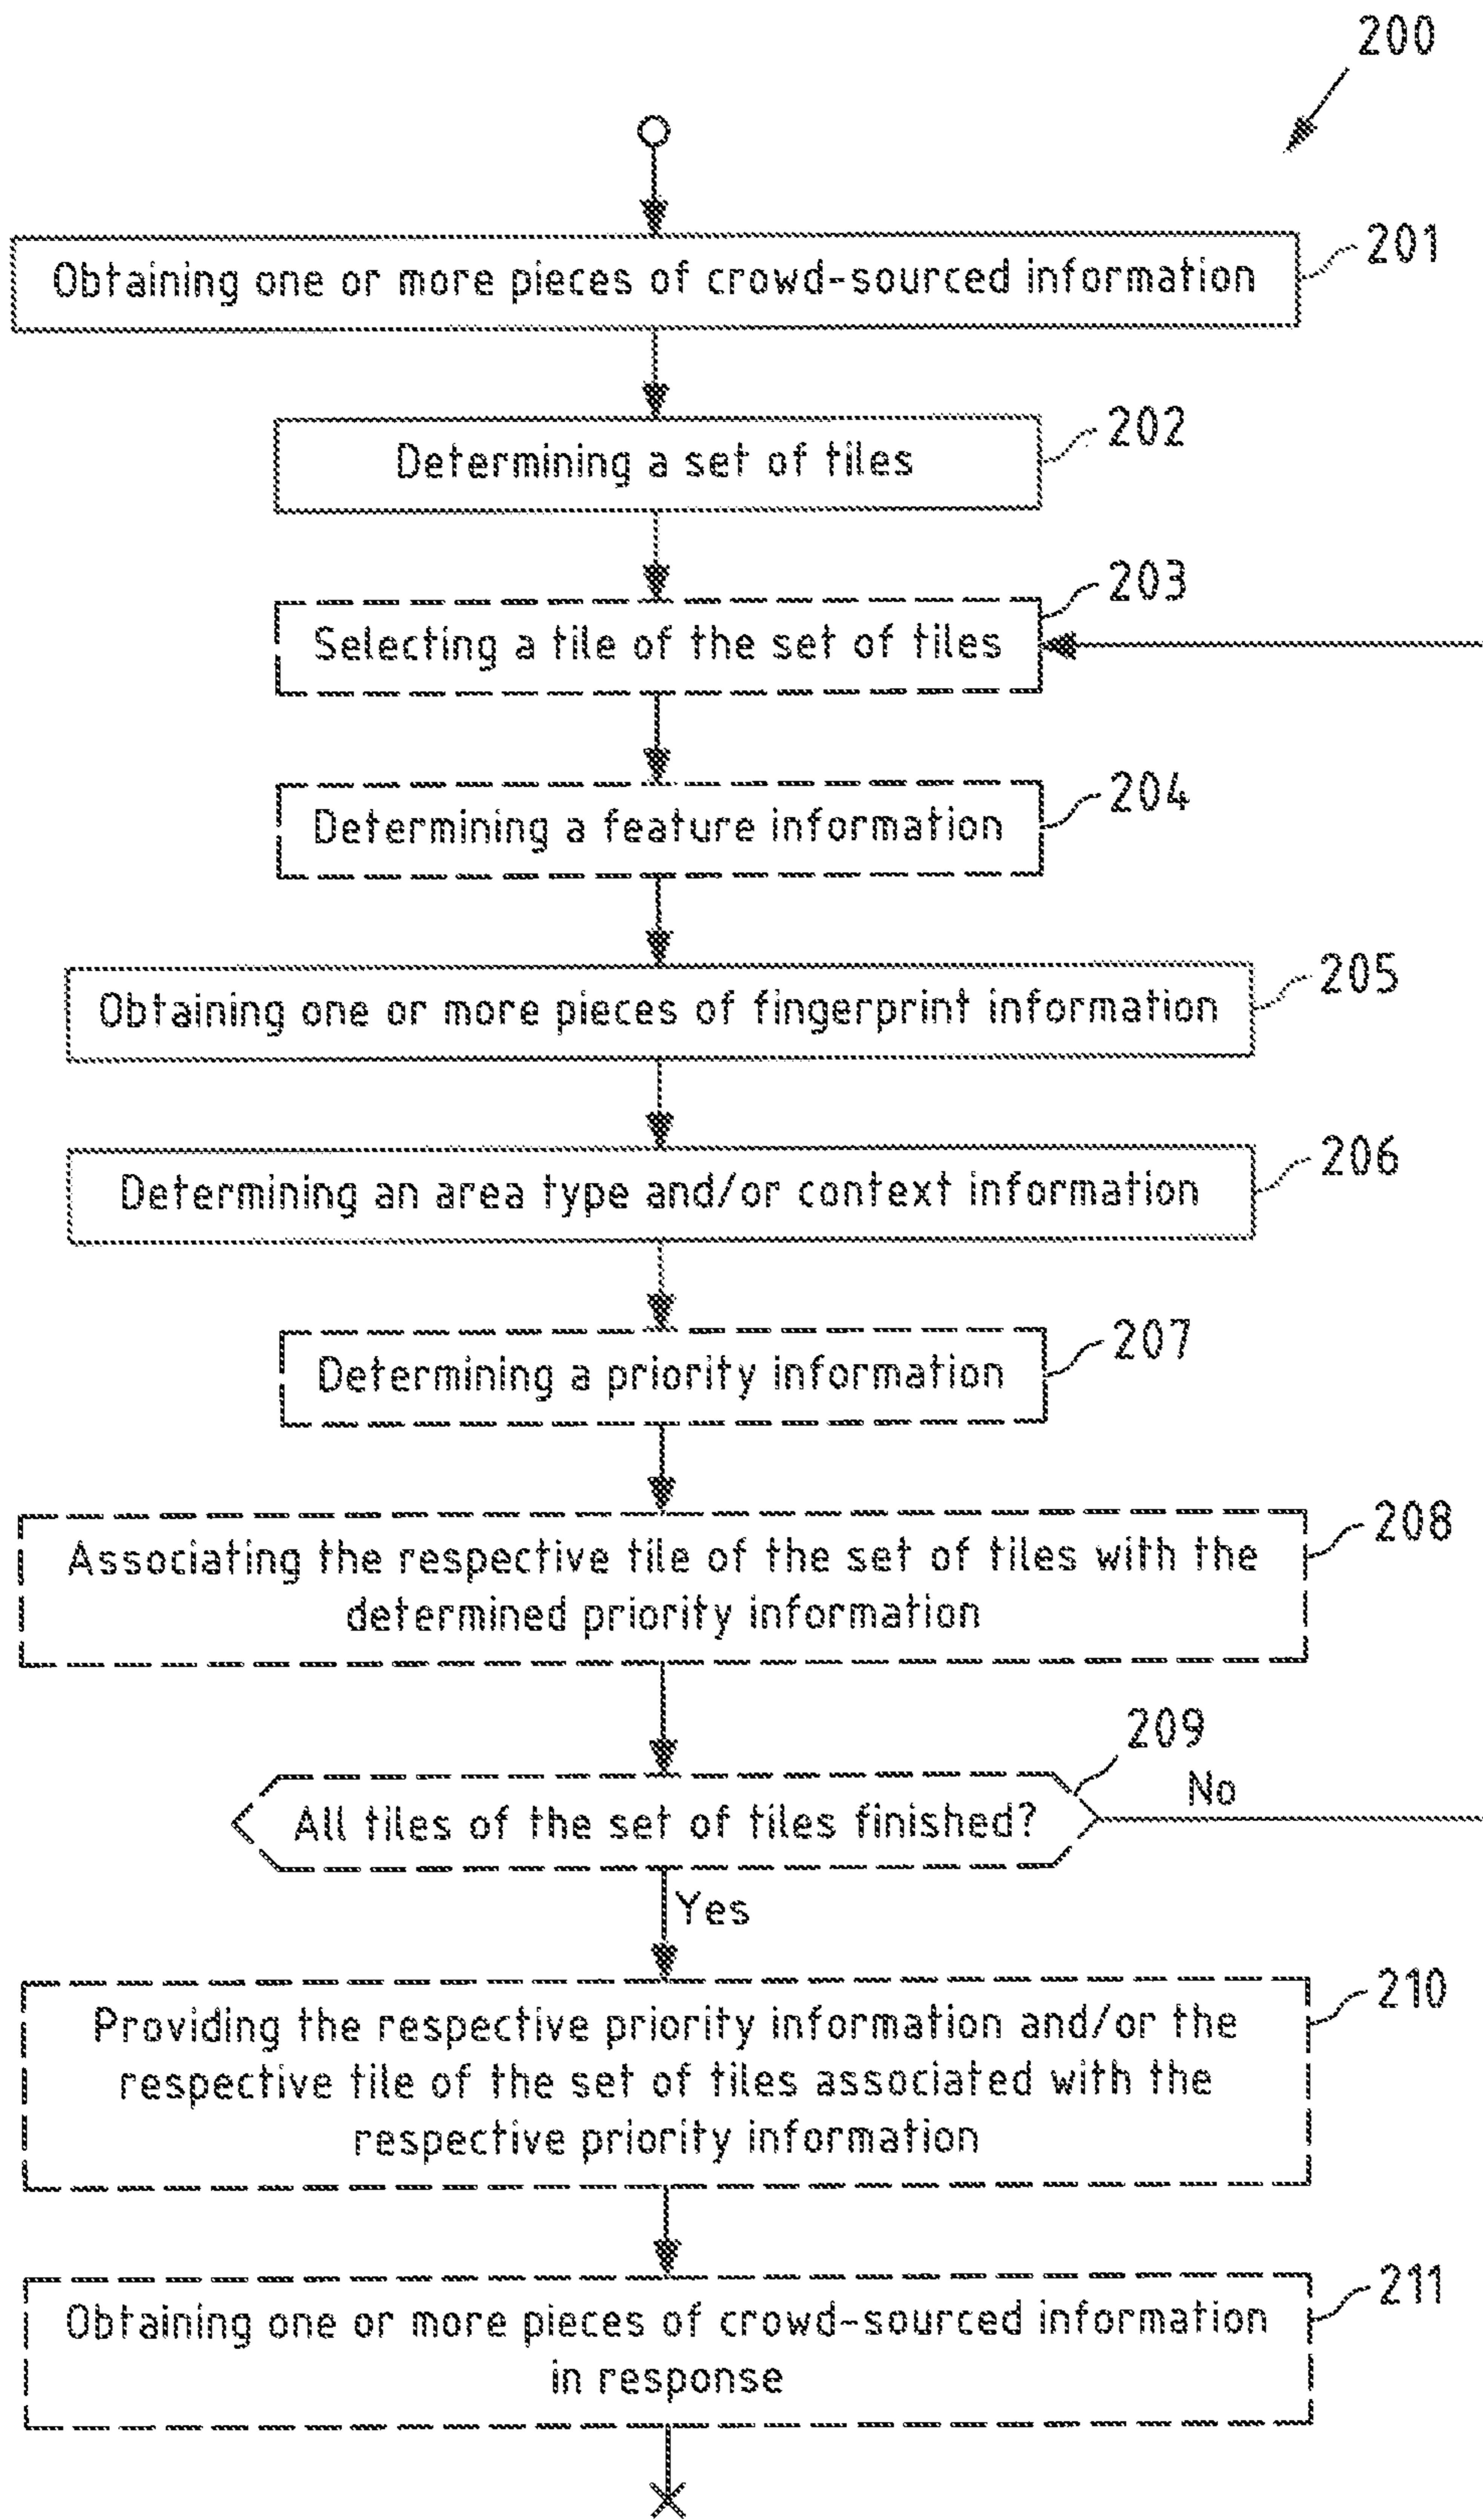 200
Obtaining one or more pieces of crowd-sourced information
201
Determining a set of tiles
202
Selecting a tile of the set of tiles
203
Determining a feature information
204
Obtaining one or more pieces of fingerprint information
205
Determining an area type and/or context information
206
Determining a priority information
207
Associating the respective tile of the set of tiles with the
determined priority information
208
All tiles of the set of tiles finished?
209
No
Yes
Providing the respective priority information and/or the
respective tile of the set of tiles associated with the
respective priority information
210
Obtaining one or more pieces of crowd-sourced information
in response
211